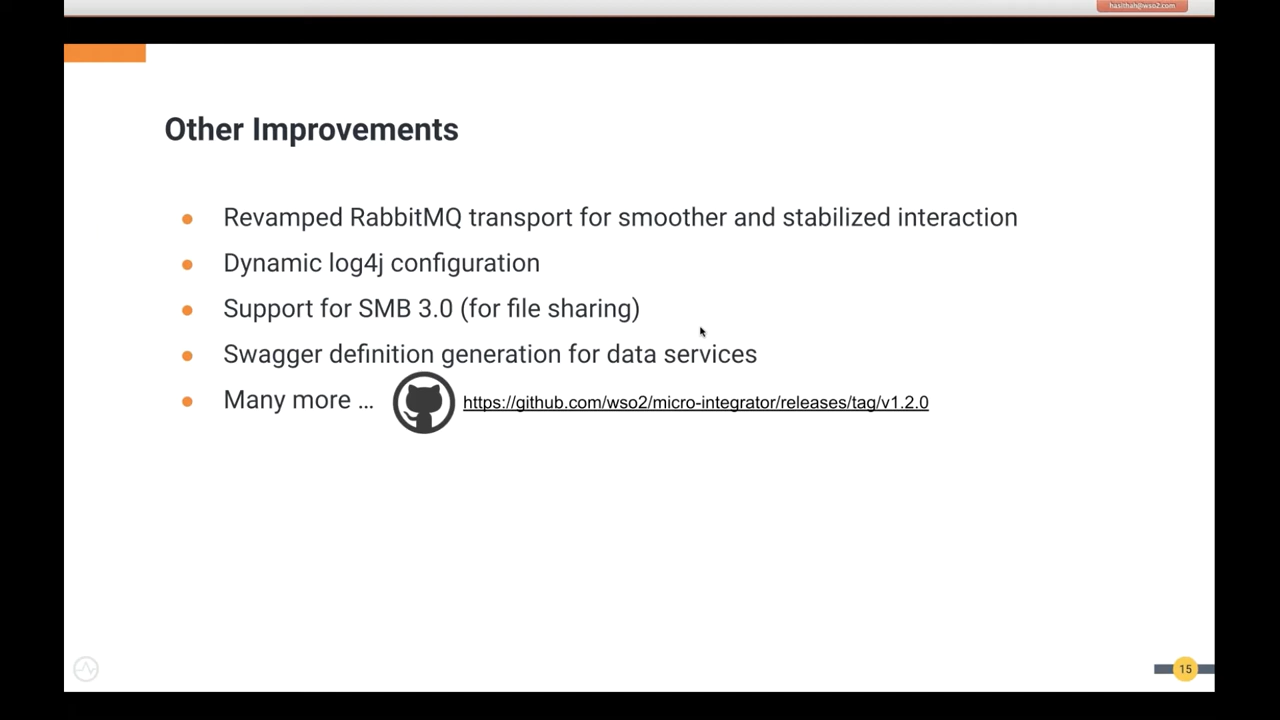 hasithah@wso2.com
Other Improvements
● Revamped RabbitMQ transport for smoother and stabilized interaction
● Dynamic log4j configuration
● Support for SMB 3.0 (for file sharing)
● Swagger definition generation for data services
● Many more ... https://github.com/wso2/micro-integrator/releases/tag/v1.2.0
15